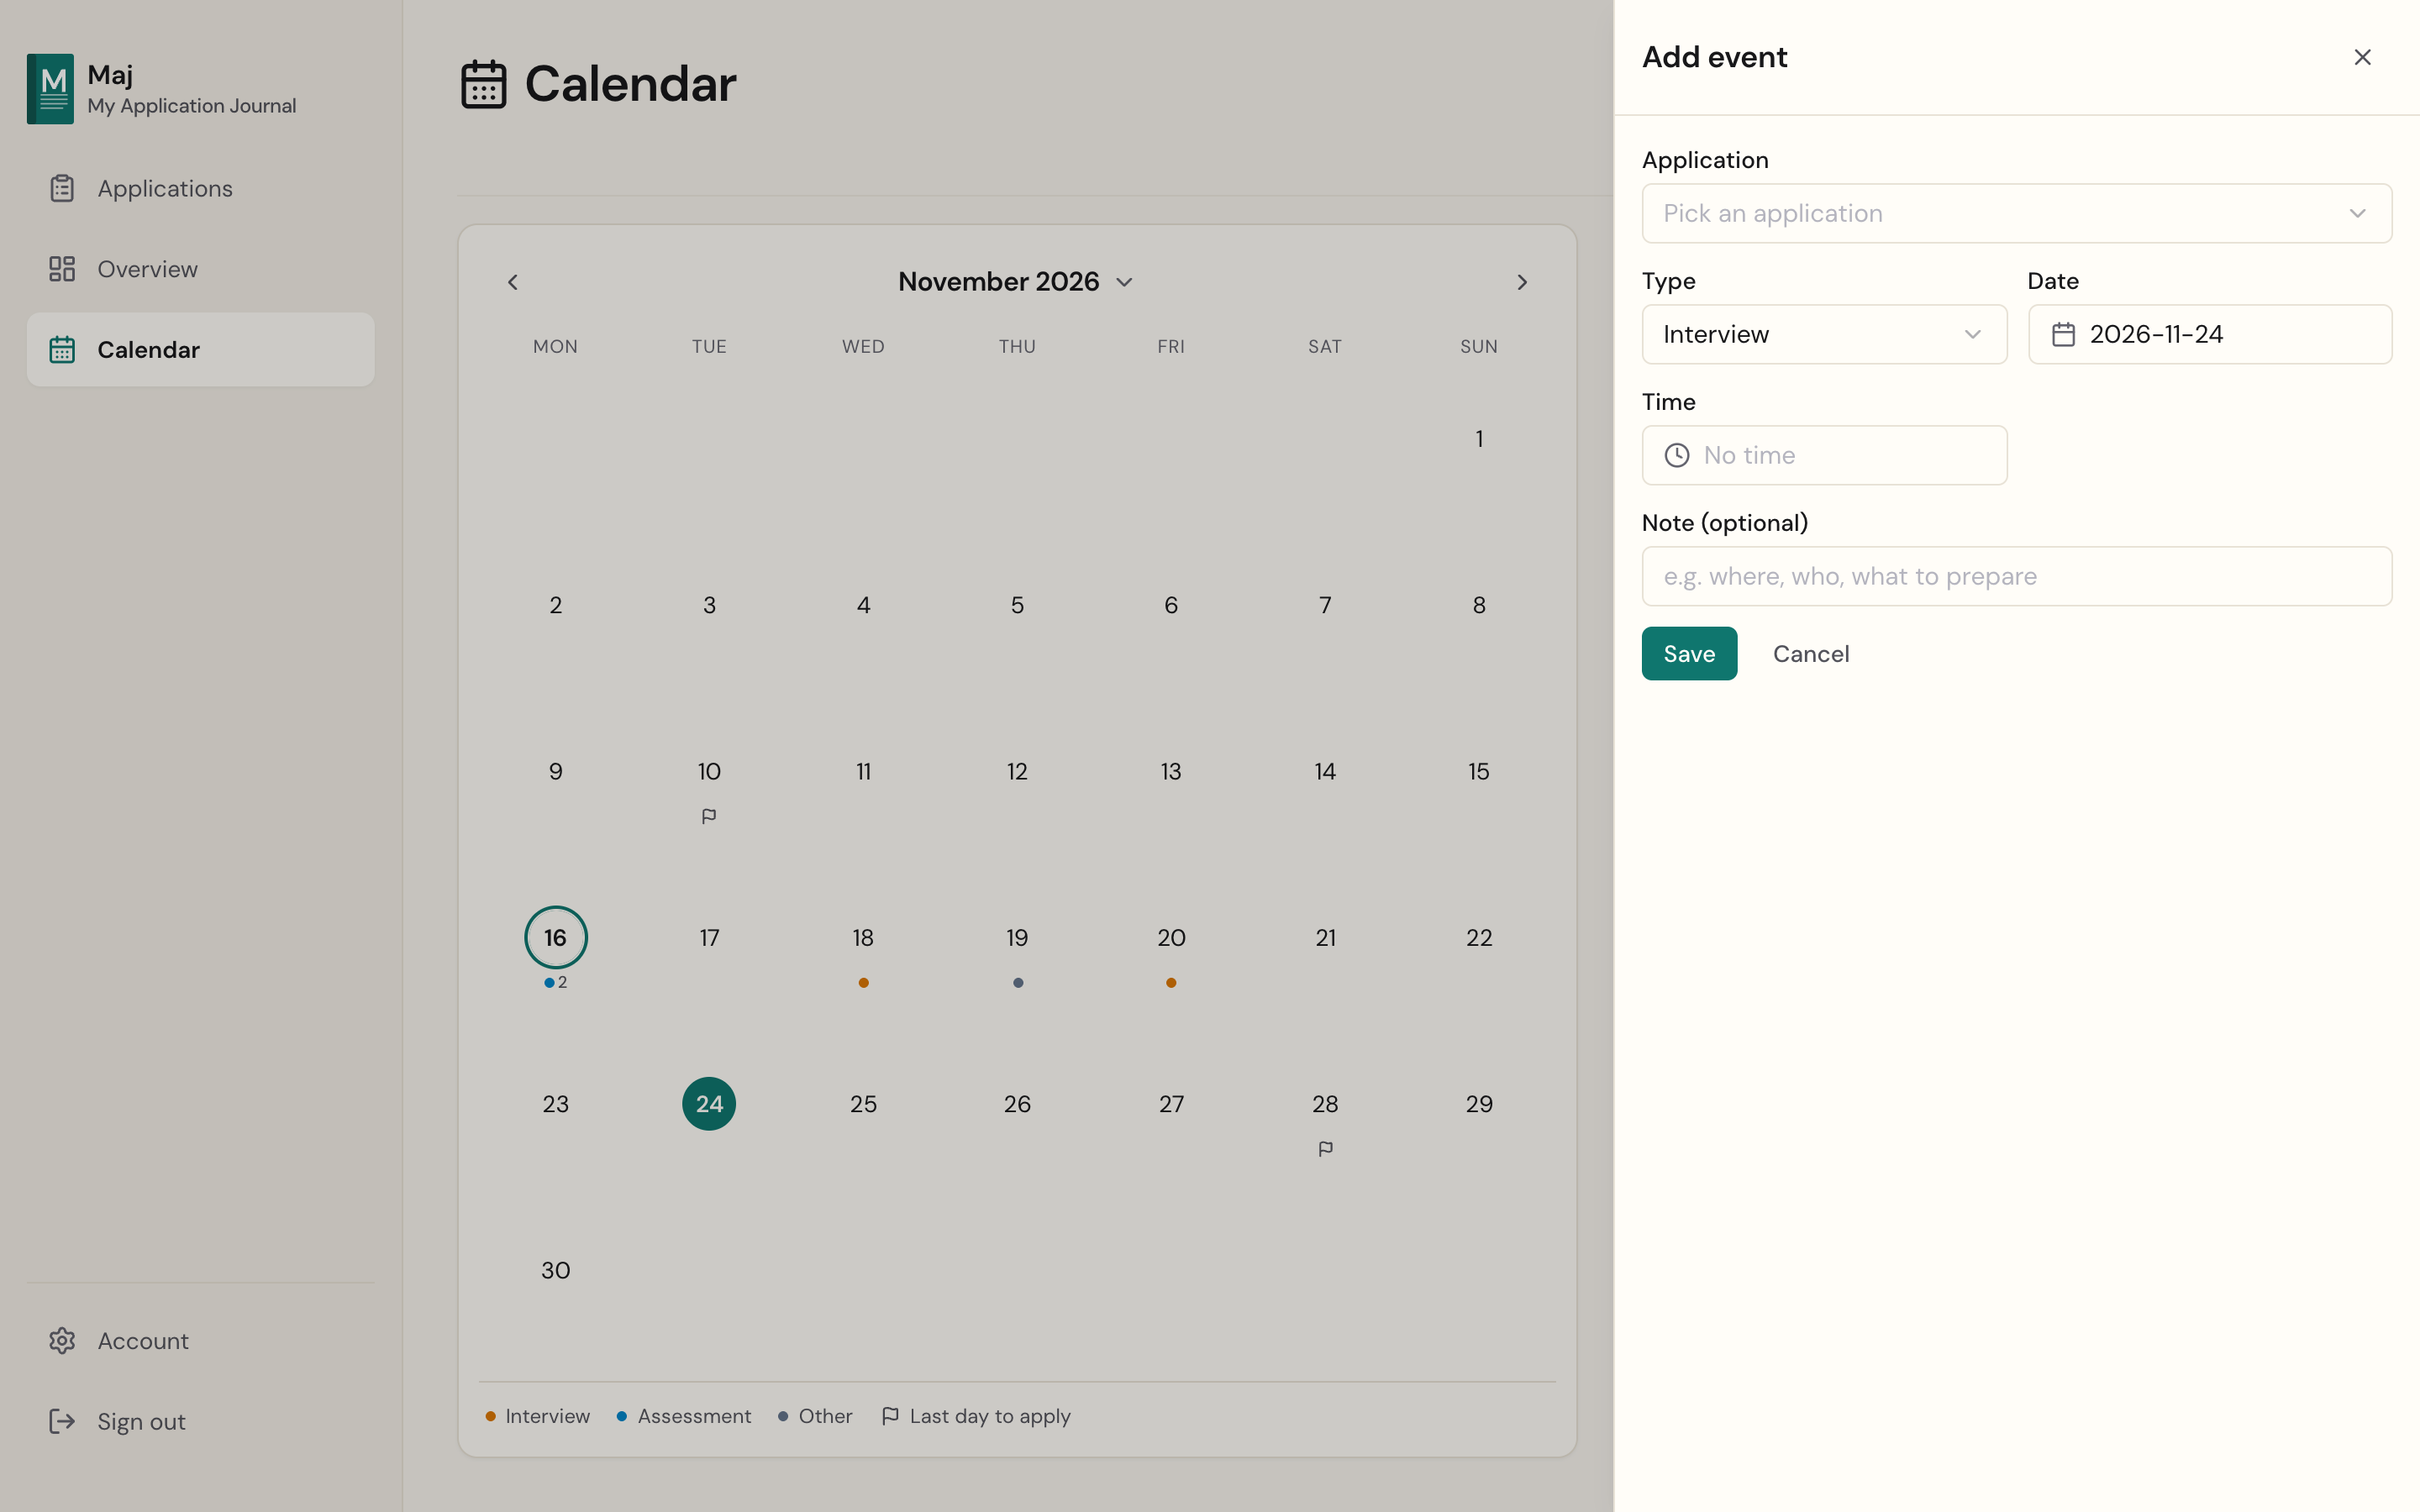 M
Maj
My Application Journal
Applications
Overview
Calendar
Account
Sign out
Calendar
November 2026
MON TUE WED THU FRI SAT SUN
1
2 3 4 5 6 7 8
9 10 11 12 13 14 15
16 17 18 19 20 21 22
2
23 24 25 26 27 28 29
30
Interview Assessment Other Last day to apply
Add event
Application
Pick an application
Type Date
Interview 2026-11-24
Time
No time
Note (optional)
e.g. where, who, what to prepare
Save Cancel